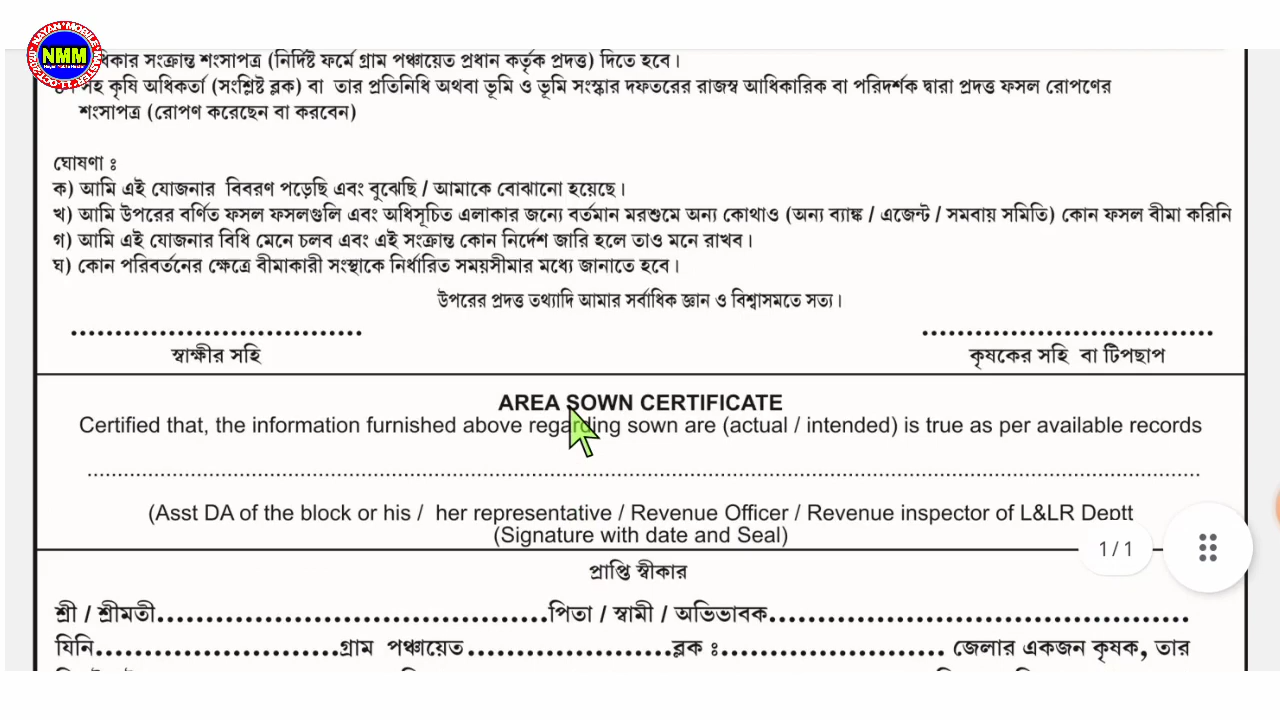 NAYAN MOBILE
NMM
সংক্রান্ত শংসাপত্র (নির্দিষ্ট ফর্মে গ্রাম পঞ্চায়েত প্রধান কর্তৃক প্রদত্ত) দিতে হবে।
সহ কৃষি অধিকর্তা (সংশ্লিষ্ট ব্লক) বা তার প্রতিনিধি অথবা ভূমি ও ভূমি সংস্কার দফতরের রাজস্ব আধিকারিক বা পরিদর্শক দ্বারা প্রদত্ত ফসল রোপণের
শংসাপত্র (রোপণ করেছেন বা করবেন)
ঘোষণা ঃ
ক) আমি এই যোজনার বিবরণ পড়েছি এবং বুঝেছি / আমাকে বোঝানো হয়েছে।
খ) আমি উপরের বর্ণিত ফসল ফসলগুলি এবং অধিসূচিত এলাকার জন্যে বর্তমান মরশুমে অন্য কোথাও (অন্য ব্যাঙ্ক / এজেন্ট / সমবায় সমিতি) কোন ফসল বীমা করিনি
গ) আমি এই যোজনার বিধি মেনে চলব এবং এই সংক্রান্ত কোন নির্দেশ জারি হলে তাও মনে রাখব।
ঘ) কোন পরিবর্তনের ক্ষেত্রে বীমাকারী সংস্থাকে নির্ধারিত সময়সীমার মধ্যে জানাতে হবে।
উপরের প্রদত্ত তথ্যাদি আমার সর্বাধিক জ্ঞান ও বিশ্বাসমতে সত্য।
স্বাক্ষীর সহি
কৃষকের সহি বা টিপছাপ
AREA SOWN CERTIFICATE
Certified that, the information furnished above regarding sown are (actual / intended) is true as per available records
(Asst DA of the block or his / her representative / Revenue Officer / Revenue inspector of L&LR Deptt
(Signature with date and Seal)
1 / 1
প্রাপ্তি স্বীকার
শ্রী / শ্রীমতী.......................................পিতা / স্বামী / অভিভাবক..........................................
যিনি.........................গ্রাম পঞ্চায়েত.....................ব্লক ঃ....................... জেলার একজন কৃষক, তার